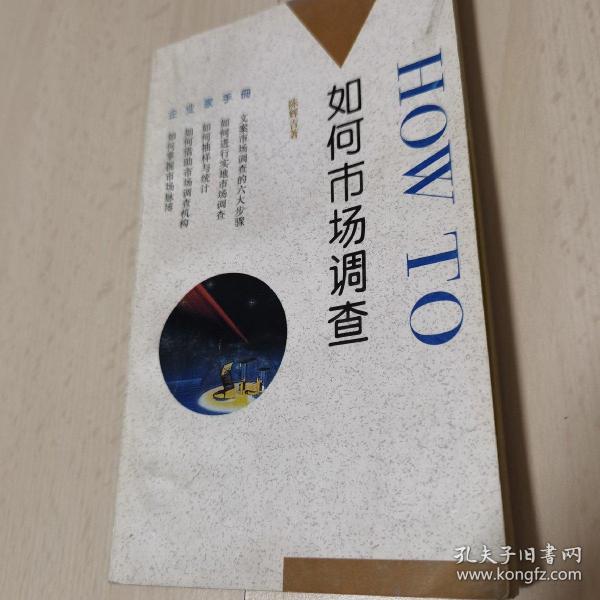 HOW TO
如何市场调查
陈辉吉著
企业家手册
文案市场调查的六大步骤
如何进行实地市场调查
如何抽样与统计
如何借助市场调查机构
如何掌握市场脉搏
孔夫子旧书网
www.kongfz.com